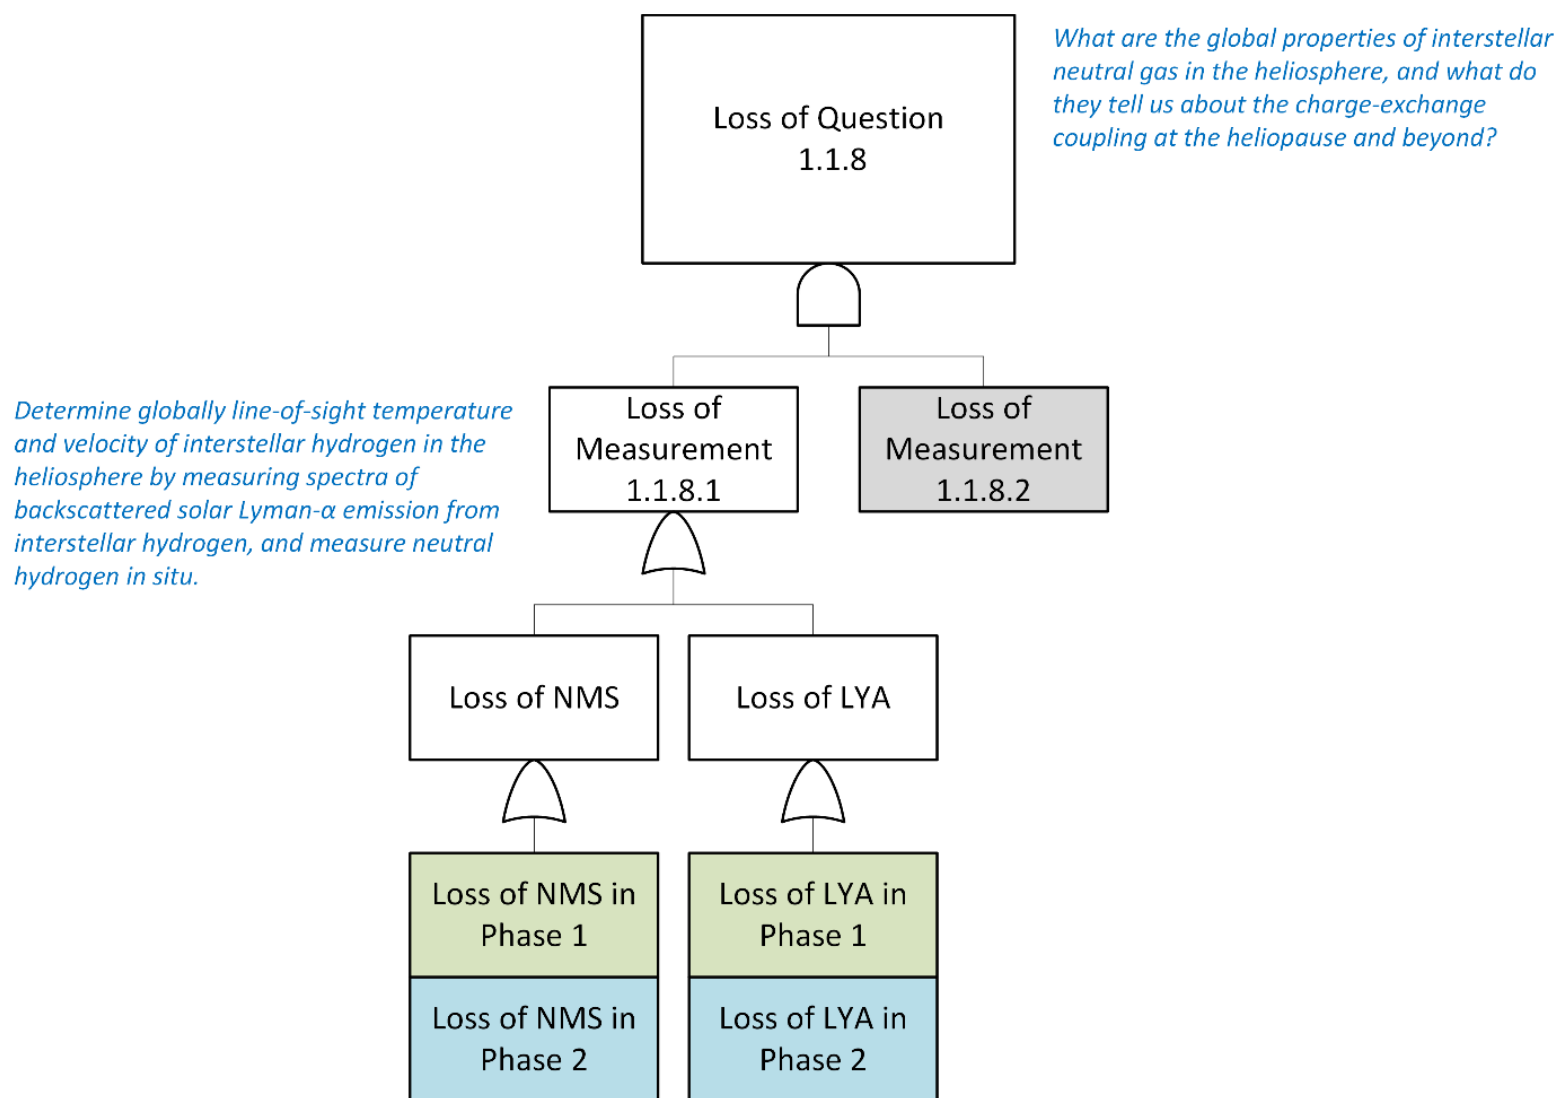 Loss of Question
1.1.8
What are the global properties of interstellar
neutral gas in the heliosphere, and what do
they tell us about the charge-exchange
coupling at the heliopause and beyond?
Determine globally line-of-sight temperature
and velocity of interstellar hydrogen in the
heliosphere by measuring spectra of
backscattered solar Lyman-α emission from
interstellar hydrogen, and measure neutral
hydrogen in situ.
Loss of
Measurement
1.1.8.1
Loss of
Measurement
1.1.8.2
Loss of NMS
Loss of LYA
Loss of NMS in
Phase 1
Loss of LYA in
Phase 1
Loss of NMS in
Phase 2
Loss of LYA in
Phase 2